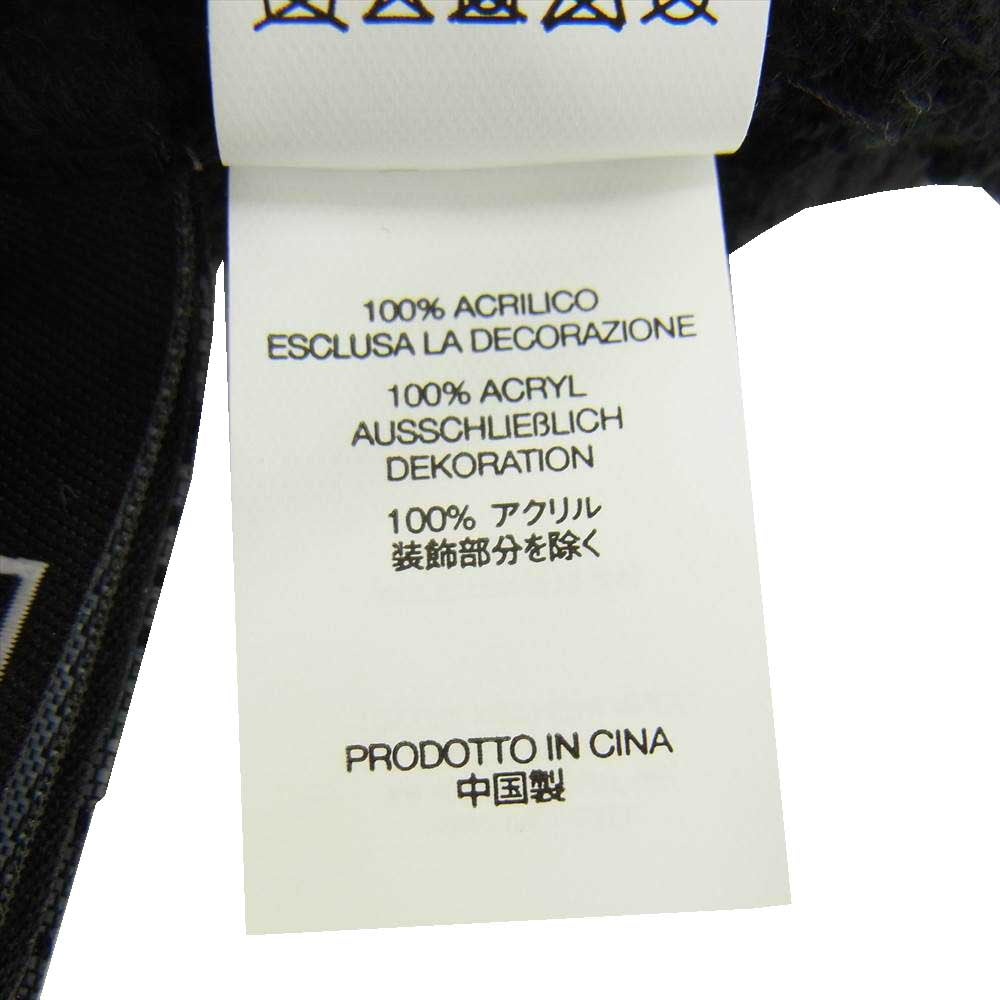 100% ACRILICO
ESCLUSA LA DECORAZIONE
100% ACRYL
AUSSCHLIEßLICH
DEKORATION
100% アクリル
装飾部分を除く
PRODOTTO IN CINA
中国製